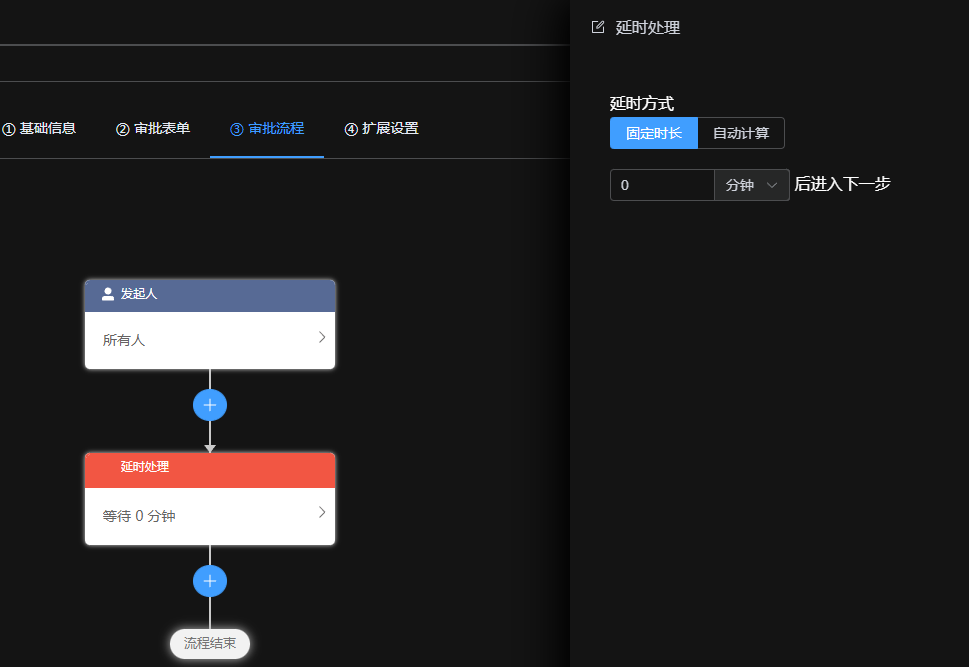 延时处理
① 基础信息
② 审批表单
③ 审批流程
④ 扩展设置
发起人
所有人
延时处理
等待 0 分钟
流程结束
延时方式
固定时长 自动计算
0 分钟 后进入下一步